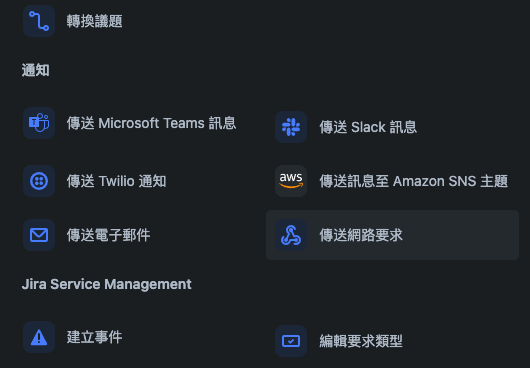 轉換議題
通知
傳送 Microsoft Teams 訊息
傳送 Slack 訊息
傳送 Twilio 通知
aws
傳送訊息至 Amazon SNS 主題
傳送電子郵件
傳送網路要求
Jira Service Management
建立事件
編輯要求類型